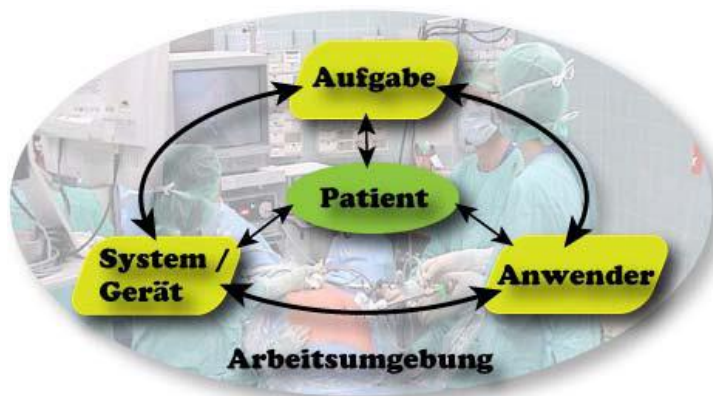 Aufgabe
Patient
System /
Gerät
Anwender
Arbeitsumgebung